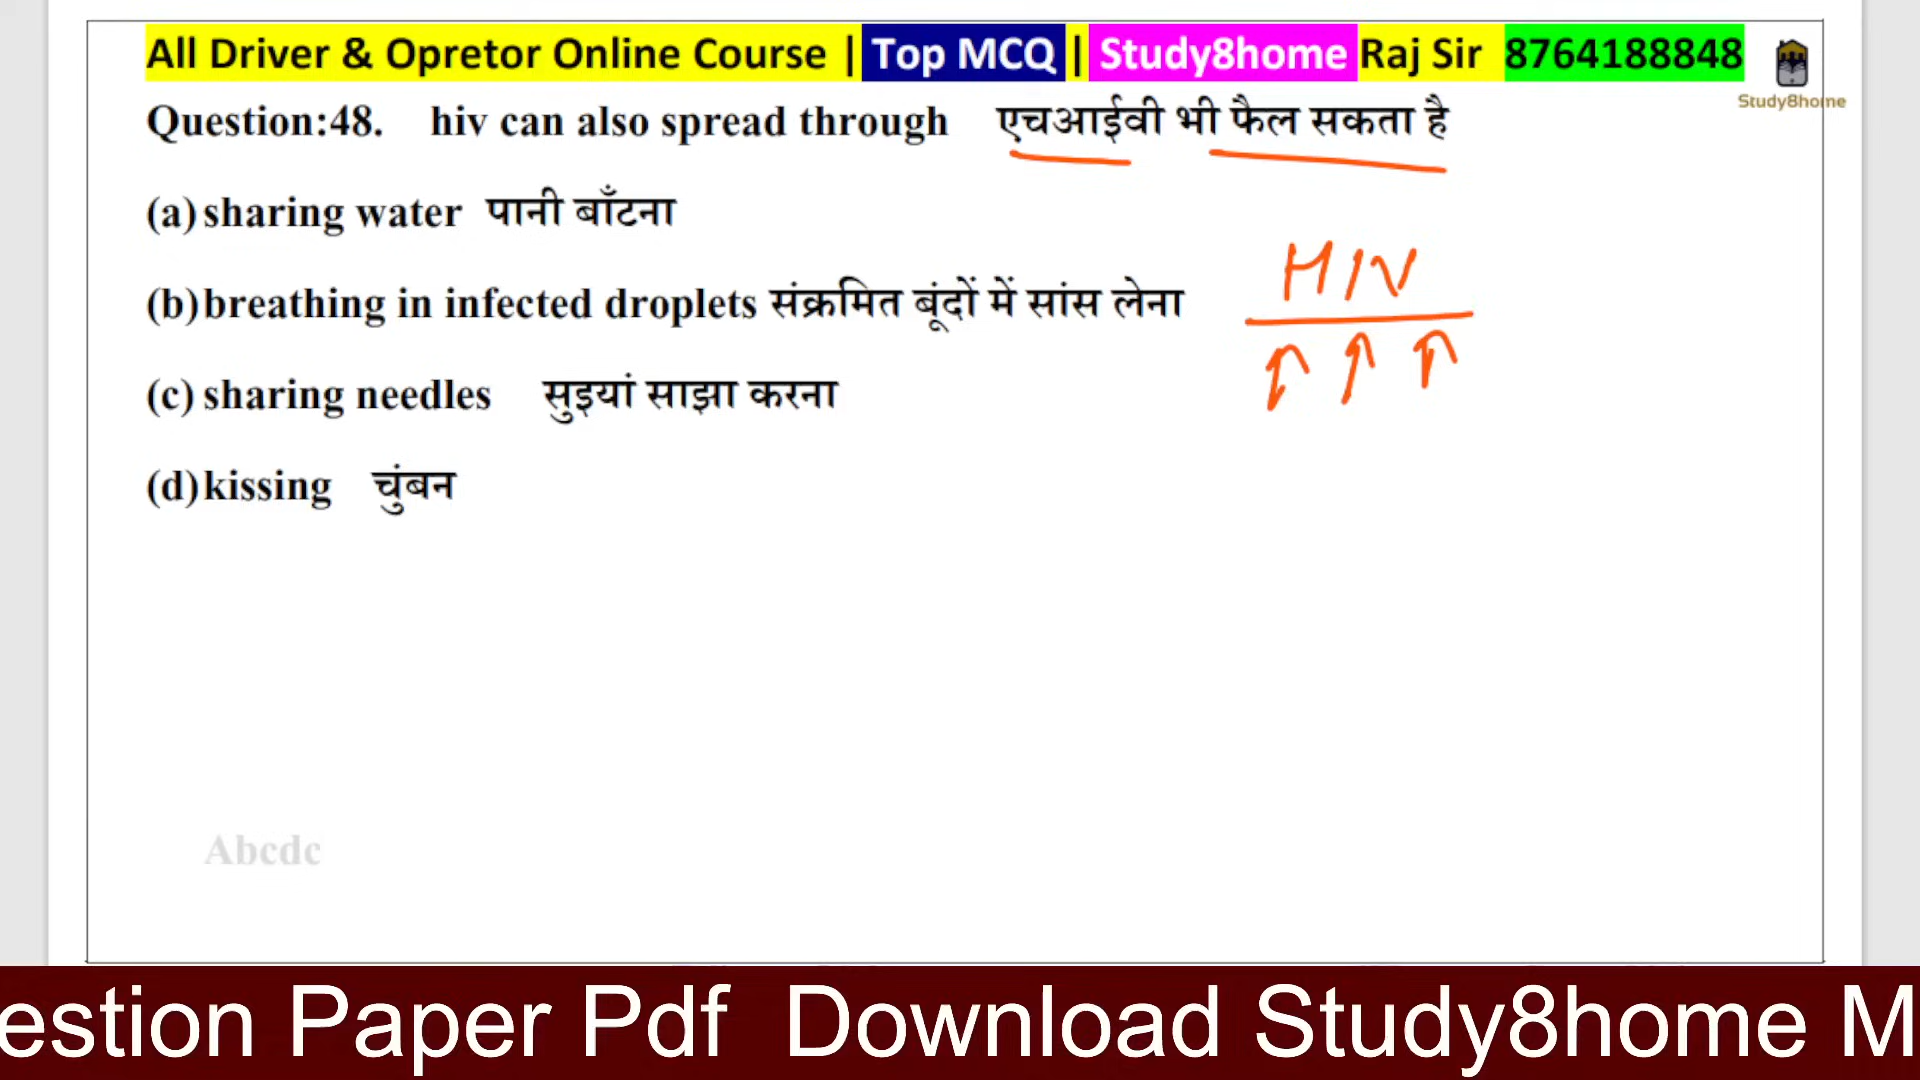 All Driver & Opretor Online Course | Top MCQ | Study8home Raj Sir 8764188848
Study8home
Question:48. hiv can also spread through एचआईवी भी फैल सकता है
(a) sharing water पानी बाँटना
HIV
(b) breathing in infected droplets संक्रमित बूंदों में सांस लेना
(c) sharing needles सुइयां साझा करना
(d) kissing चुंबन
Abcdc
estion Paper Pdf Download Study8home M